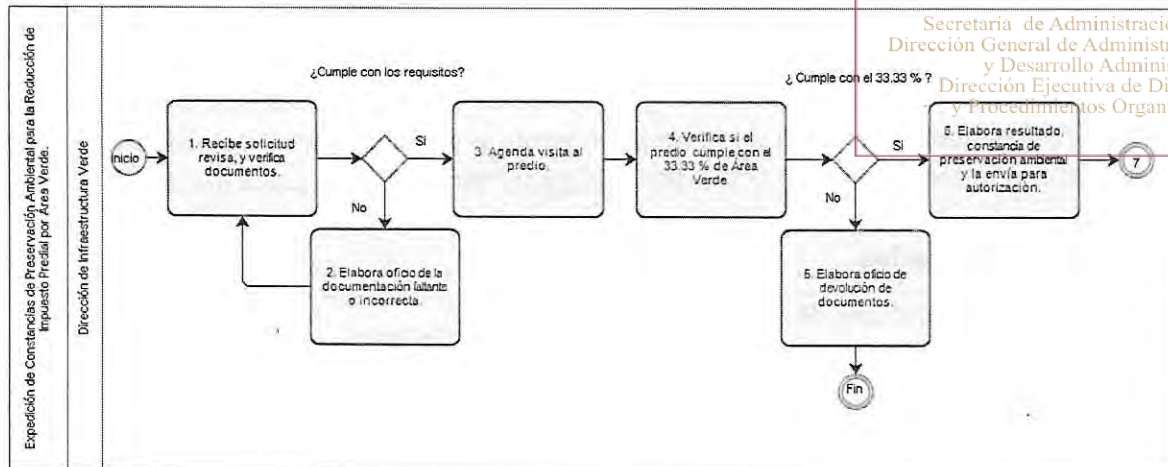 Expedición de Constancias de Preservación Ambiental para la Reducción de
Impuesto Predial por Área Verde.
Dirección de Infraestructura Verde
Inicio
1. Recibe solicitud
revisa, y verifica
documentos.
¿Cumple con los requisitos?
Si
No
2. Elabora oficio de la
documentación faltante
o incorrecta.
3. Agenda visita al
predio.
4. Verifica si el
predio cumple con el
33.33 % de Área
Verde.
¿ Cumple con el 33.33 % ?
Si
No
5. Elabora oficio de
devolución de
documentos.
Fin
Secretaría de Administració
Dirección General de Administr
y Desarrollo Adminis
Dirección Ejecutiva de Di
y Procedimientos Organ
6. Elabora resultado,
constancia de
preservación ambiental
y la envía para
autorización.
7